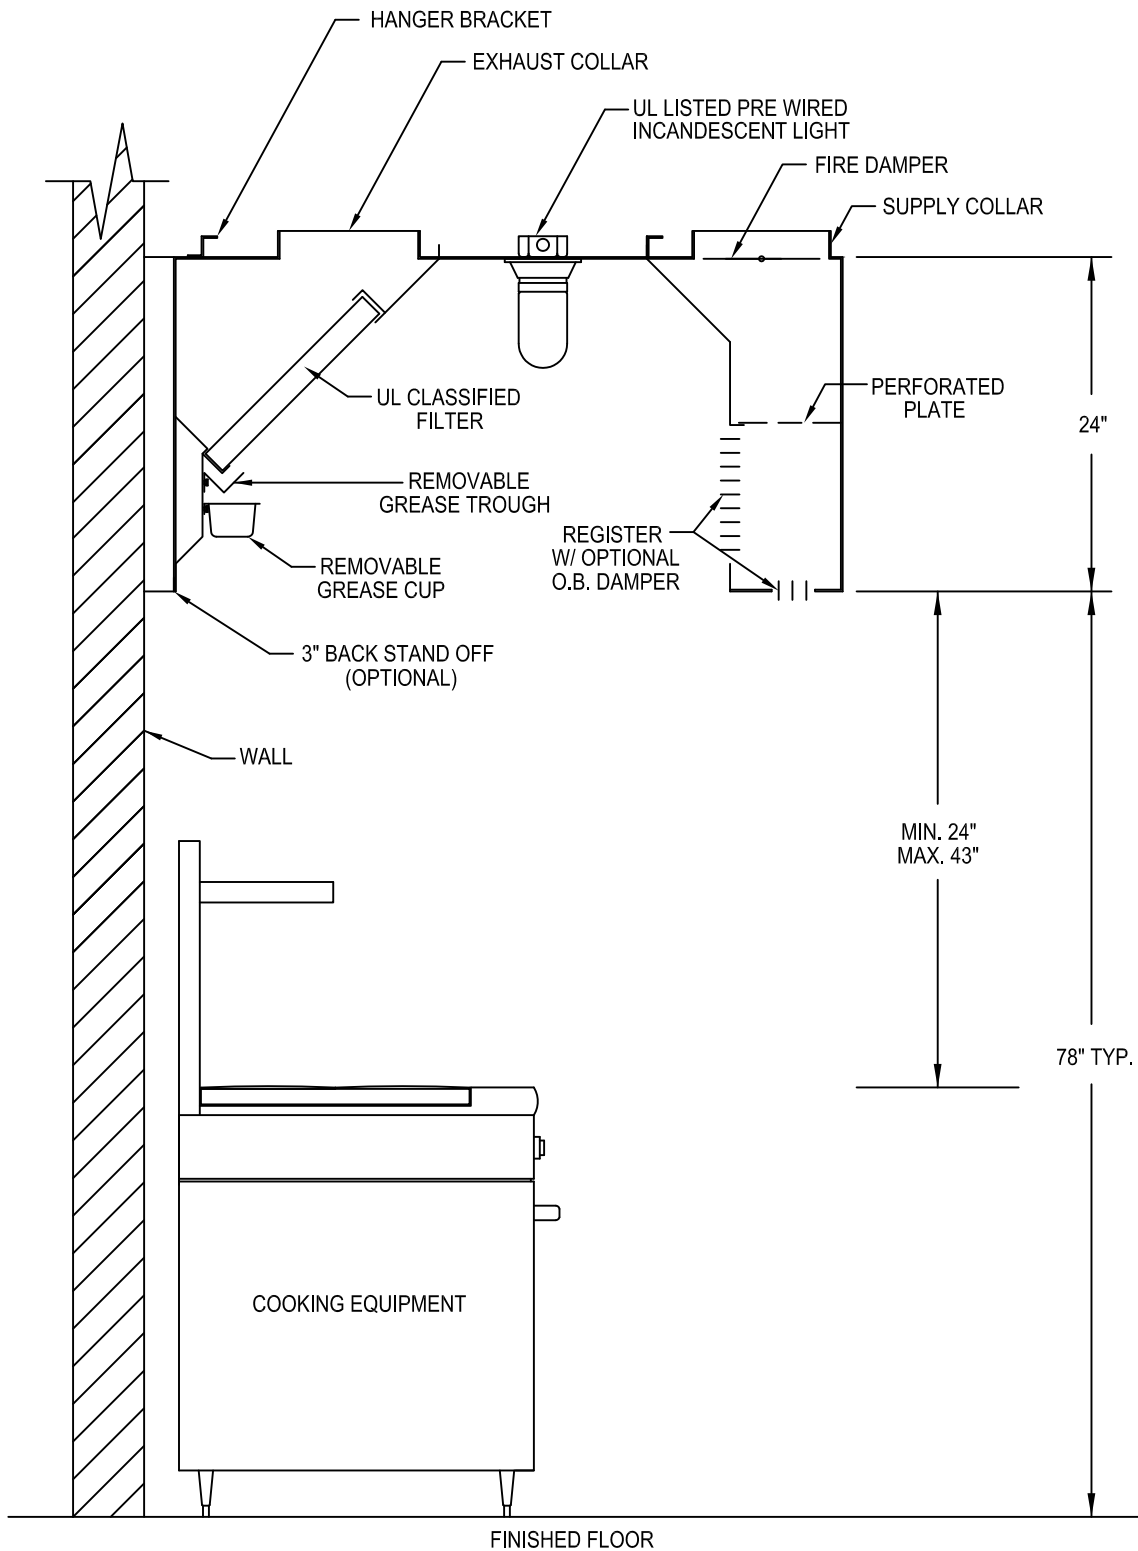 HANGER BRACKET
EXHAUST COLLAR
UL LISTED PRE WIRED
INCANDESCENT LIGHT
FIRE DAMPER
SUPPLY COLLAR
UL CLASSIFIED
FILTER
PERFORATED
PLATE
24"
REMOVABLE
GREASE TROUGH
REGISTER
W/ OPTIONAL
O.B. DAMPER
REMOVABLE
GREASE CUP
3" BACK STAND OFF
(OPTIONAL)
WALL
MIN. 24"
MAX. 43"
78" TYP.
COOKING EQUIPMENT
FINISHED FLOOR